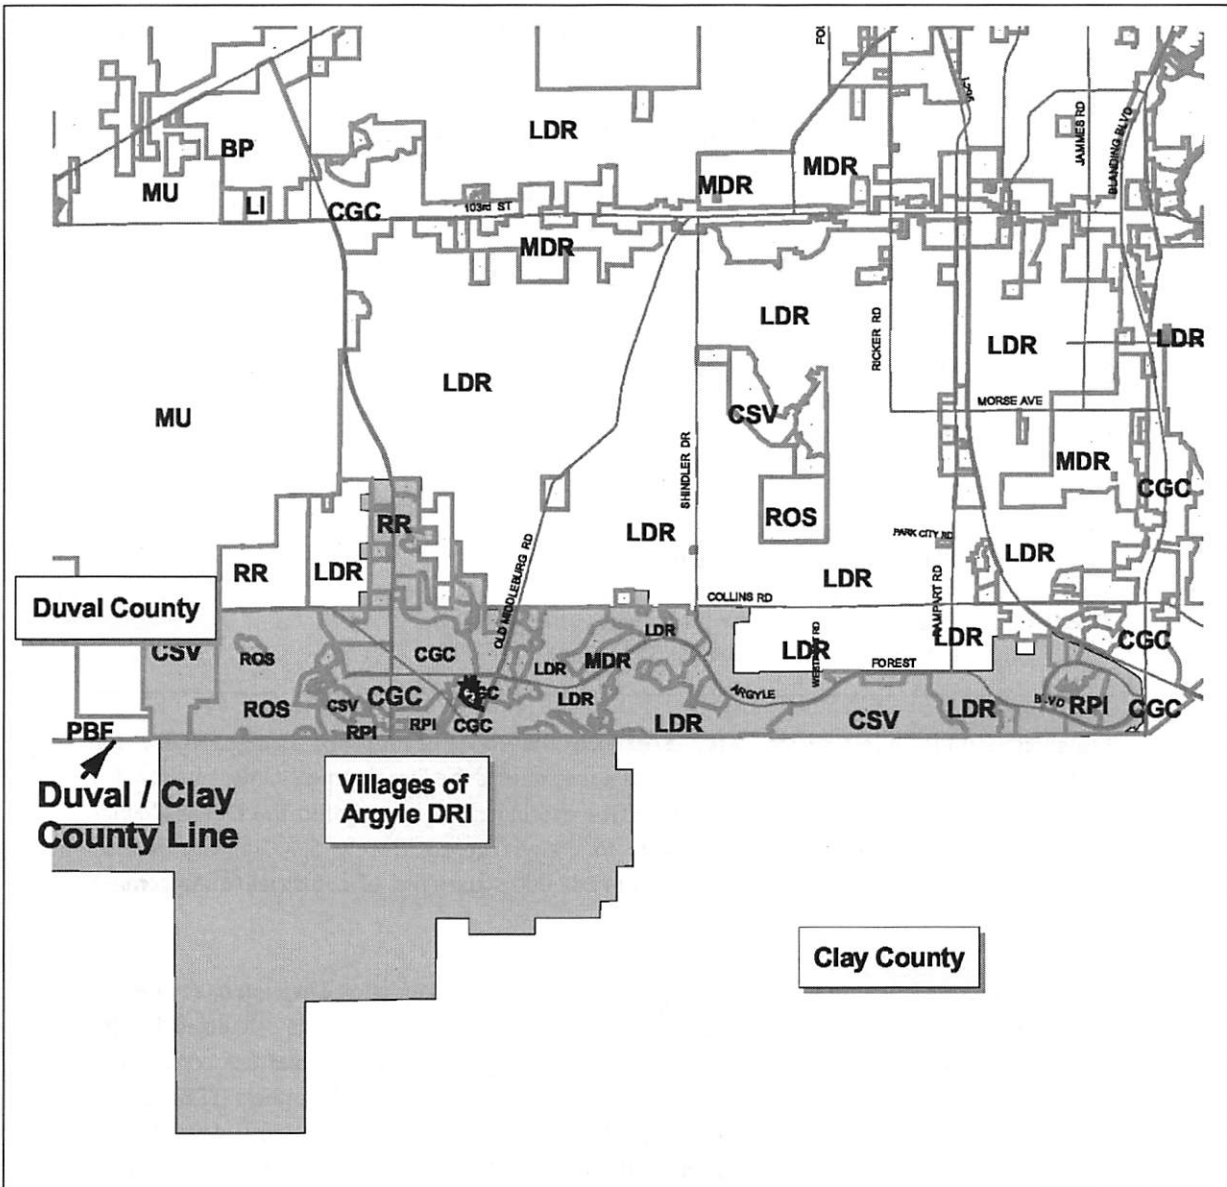 FOU
LDR
JAMMES RD
BLANDING BLVD
BP
MDR
MDR
MU
LI
CGC
103rd ST
MDR
LDR
RICKER RD
LDR
LDR
LDR
MORSE AVE
MU
CSV
SHINDLER DR
MDR
CGC
ROS
RR
LDR
PARK CITY RD
LDR
RR
LDR
OLD MIDDLEBURG RD
LDR
COLLINS RD
Duval County
CSV
ROS
CGC
LDR
MDR
LDR
LDR
LDR
FOREST
CGC
CGC
CGC
LDR
ARGYLE
ROS
CSV
RPI
RPI
CGC
LDR
CSV
LDR
BLVD
RPI
CGC
PBF
Duval / Clay
County Line
Villages of
Argyle DRI
Clay County